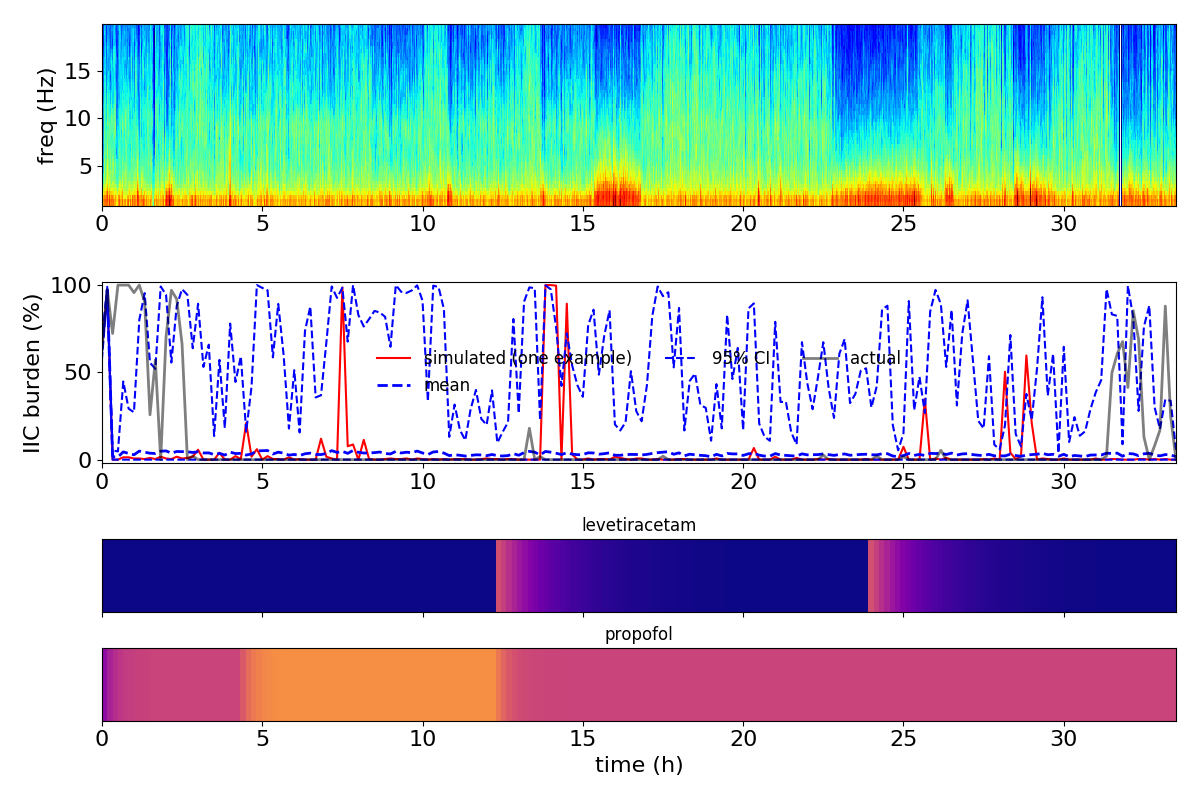 freq (Hz)
15
10
5
0 5 10 15 20 25 30
IIC burden (%)
100
50
0
simulated (one example) 95% CI actual
mean
0 5 10 15 20 25 30
levetiracetam
propofol
0 5 10 15 20 25 30
time (h)